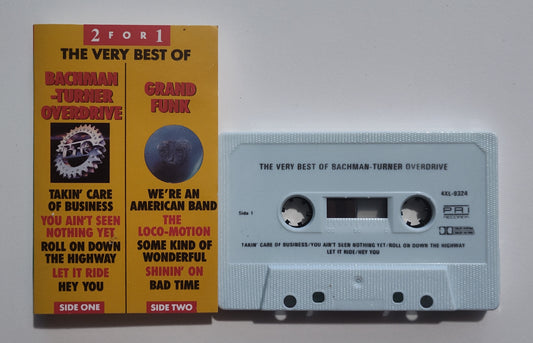 2 FOR 1
THE VERY BEST OF
BACHMAN
-TURNER
OVERDRIVE
TAKIN' CARE
OF BUSINESS
YOU AIN'T SEEN
NOTHING YET
ROLL ON DOWN
THE HIGHWAY
LET IT RIDE
HEY YOU
SIDE ONE
GRAND
FUNK
WE'RE AN
AMERICAN BAND
THE
LOCO-MOTION
SOME KIND OF
WONDERFUL
SHININ' ON
BAD TIME
SIDE TWO
THE VERY BEST OF BACHMAN-TURNER OVERDRIVE
4XL-9324
Side 1
PRI
TAKIN' CARE OF BUSINESS/YOU AIN'T SEEN NOTHING YET/ROLL ON DOWN THE HIGHWAY
LET IT RIDE/HEY YOU